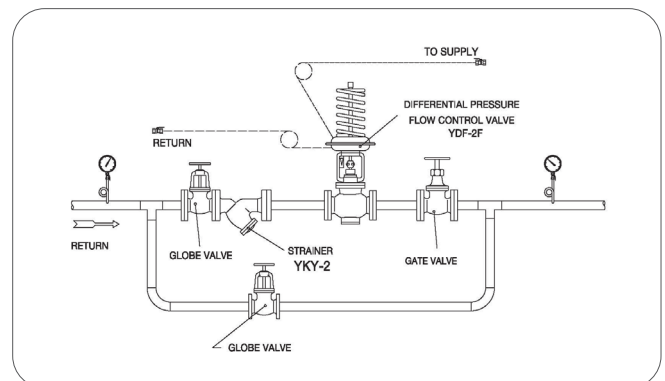 TO SUPPLY
DIFFERENTIAL PRESSURE
FLOW CONTROL VALVE
YDF-2F
RETURN
RETURN
GLOBE VALVE
STRAINER
YKY-2
GATE VALVE
GLOBE VALVE